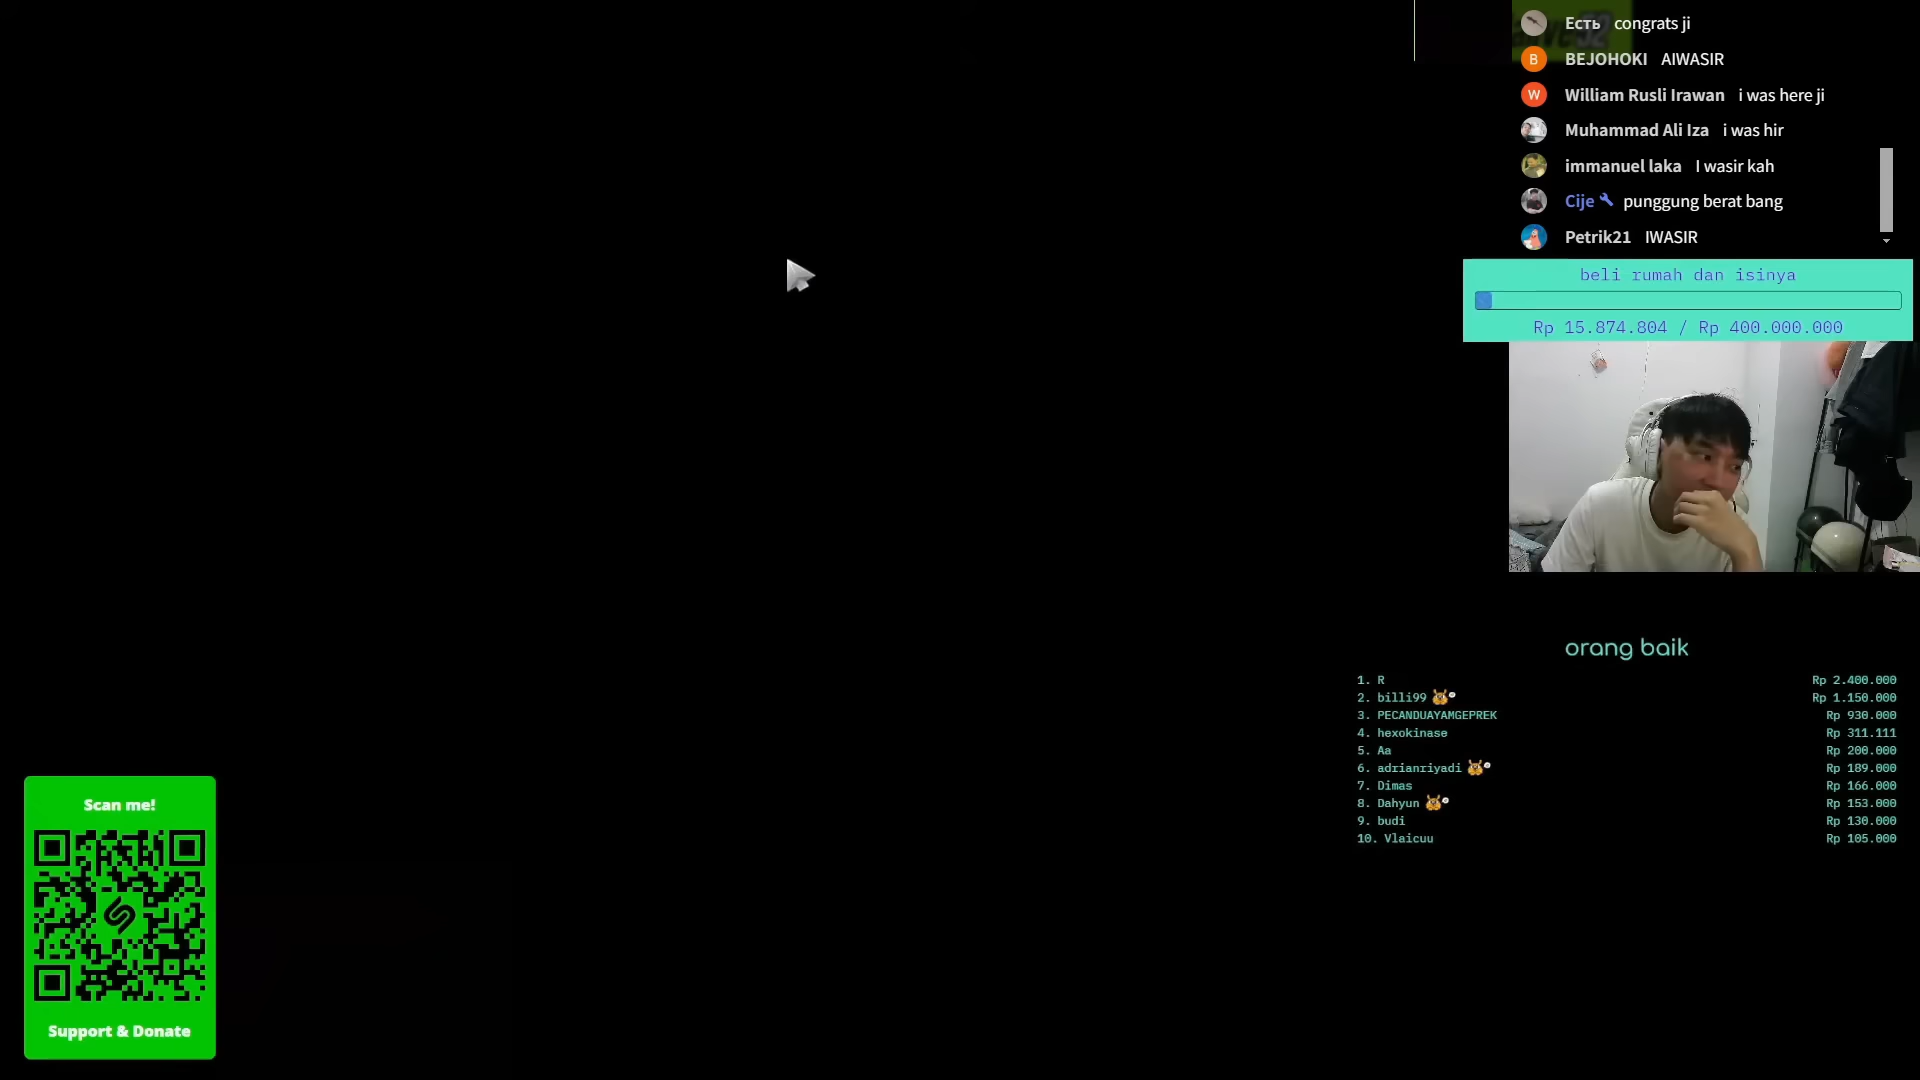 Есть congrats ji
BEJOHOKI AIWASIR
William Rusli Irawan i was here ji
Muhammad Ali Iza i was hir
immanuel laka I wasir kah
Cije punggung berat bang
Petrik21 IWASIR
beli rumah dan isinya
Rp 15.874.804 / Rp 400.000.000
orang baik
1. R Rp 2.400.000
2. billi99 Rp 1.150.000
3. PECANDUAYAMGEPREK Rp 930.000
4. hexokinase Rp 311.111
5. Aa Rp 200.000
6. adrianriyadi Rp 189.000
7. Dimas Rp 166.000
8. Dahyun Rp 153.000
9. budi Rp 130.000
10. Vlaicuu Rp 105.000
Scan me!
Support & Donate